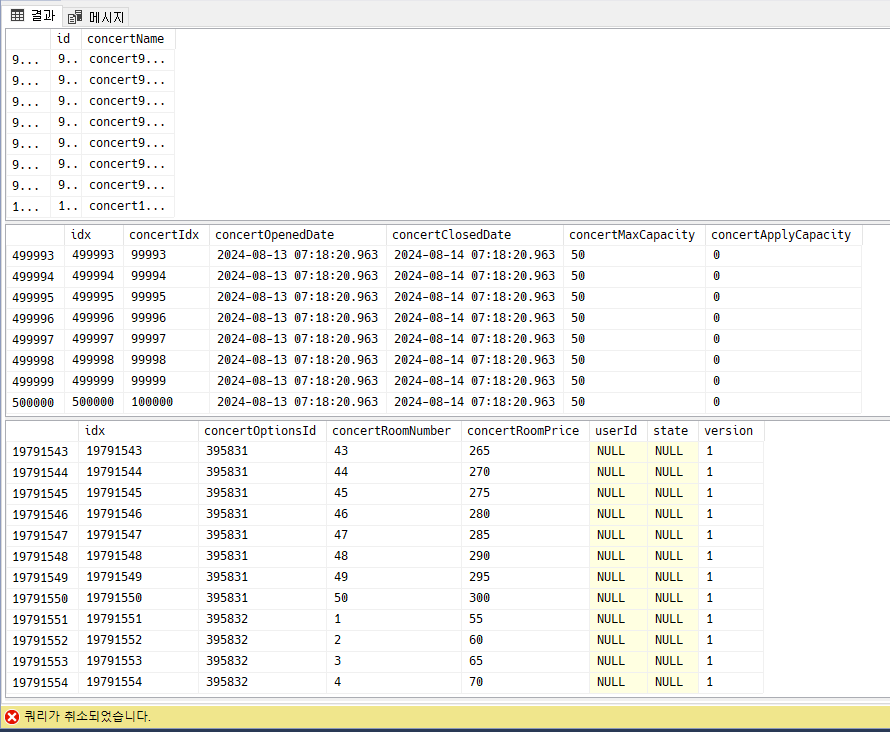 결과 메시지
id concertName
9... 9.. concert9...
9... 9.. concert9...
9... 9.. concert9...
9... 9.. concert9...
9... 9.. concert9...
9... 9.. concert9...
9... 9.. concert9...
1... 1.. concert1...
idx concertIdx concertOpenedDate concertClosedDate concertMaxCapacity concertApplyCapacity
499993 499993 99993 2024-08-13 07:18:20.963 2024-08-14 07:18:20.963 50 0
499994 499994 99994 2024-08-13 07:18:20.963 2024-08-14 07:18:20.963 50 0
499995 499995 99995 2024-08-13 07:18:20.963 2024-08-14 07:18:20.963 50 0
499996 499996 99996 2024-08-13 07:18:20.963 2024-08-14 07:18:20.963 50 0
499997 499997 99997 2024-08-13 07:18:20.963 2024-08-14 07:18:20.963 50 0
499998 499998 99998 2024-08-13 07:18:20.963 2024-08-14 07:18:20.963 50 0
499999 499999 99999 2024-08-13 07:18:20.963 2024-08-14 07:18:20.963 50 0
500000 500000 100000 2024-08-13 07:18:20.963 2024-08-14 07:18:20.963 50 0
idx concertOptionsId concertRoomNumber concertRoomPrice userId state version
19791543 19791543 395831 43 265 NULL NULL 1
19791544 19791544 395831 44 270 NULL NULL 1
19791545 19791545 395831 45 275 NULL NULL 1
19791546 19791546 395831 46 280 NULL NULL 1
19791547 19791547 395831 47 285 NULL NULL 1
19791548 19791548 395831 48 290 NULL NULL 1
19791549 19791549 395831 49 295 NULL NULL 1
19791550 19791550 395831 50 300 NULL NULL 1
19791551 19791551 395832 1 55 NULL NULL 1
19791552 19791552 395832 2 60 NULL NULL 1
19791553 19791553 395832 3 65 NULL NULL 1
19791554 19791554 395832 4 70 NULL NULL 1
쿼리가 취소되었습니다.